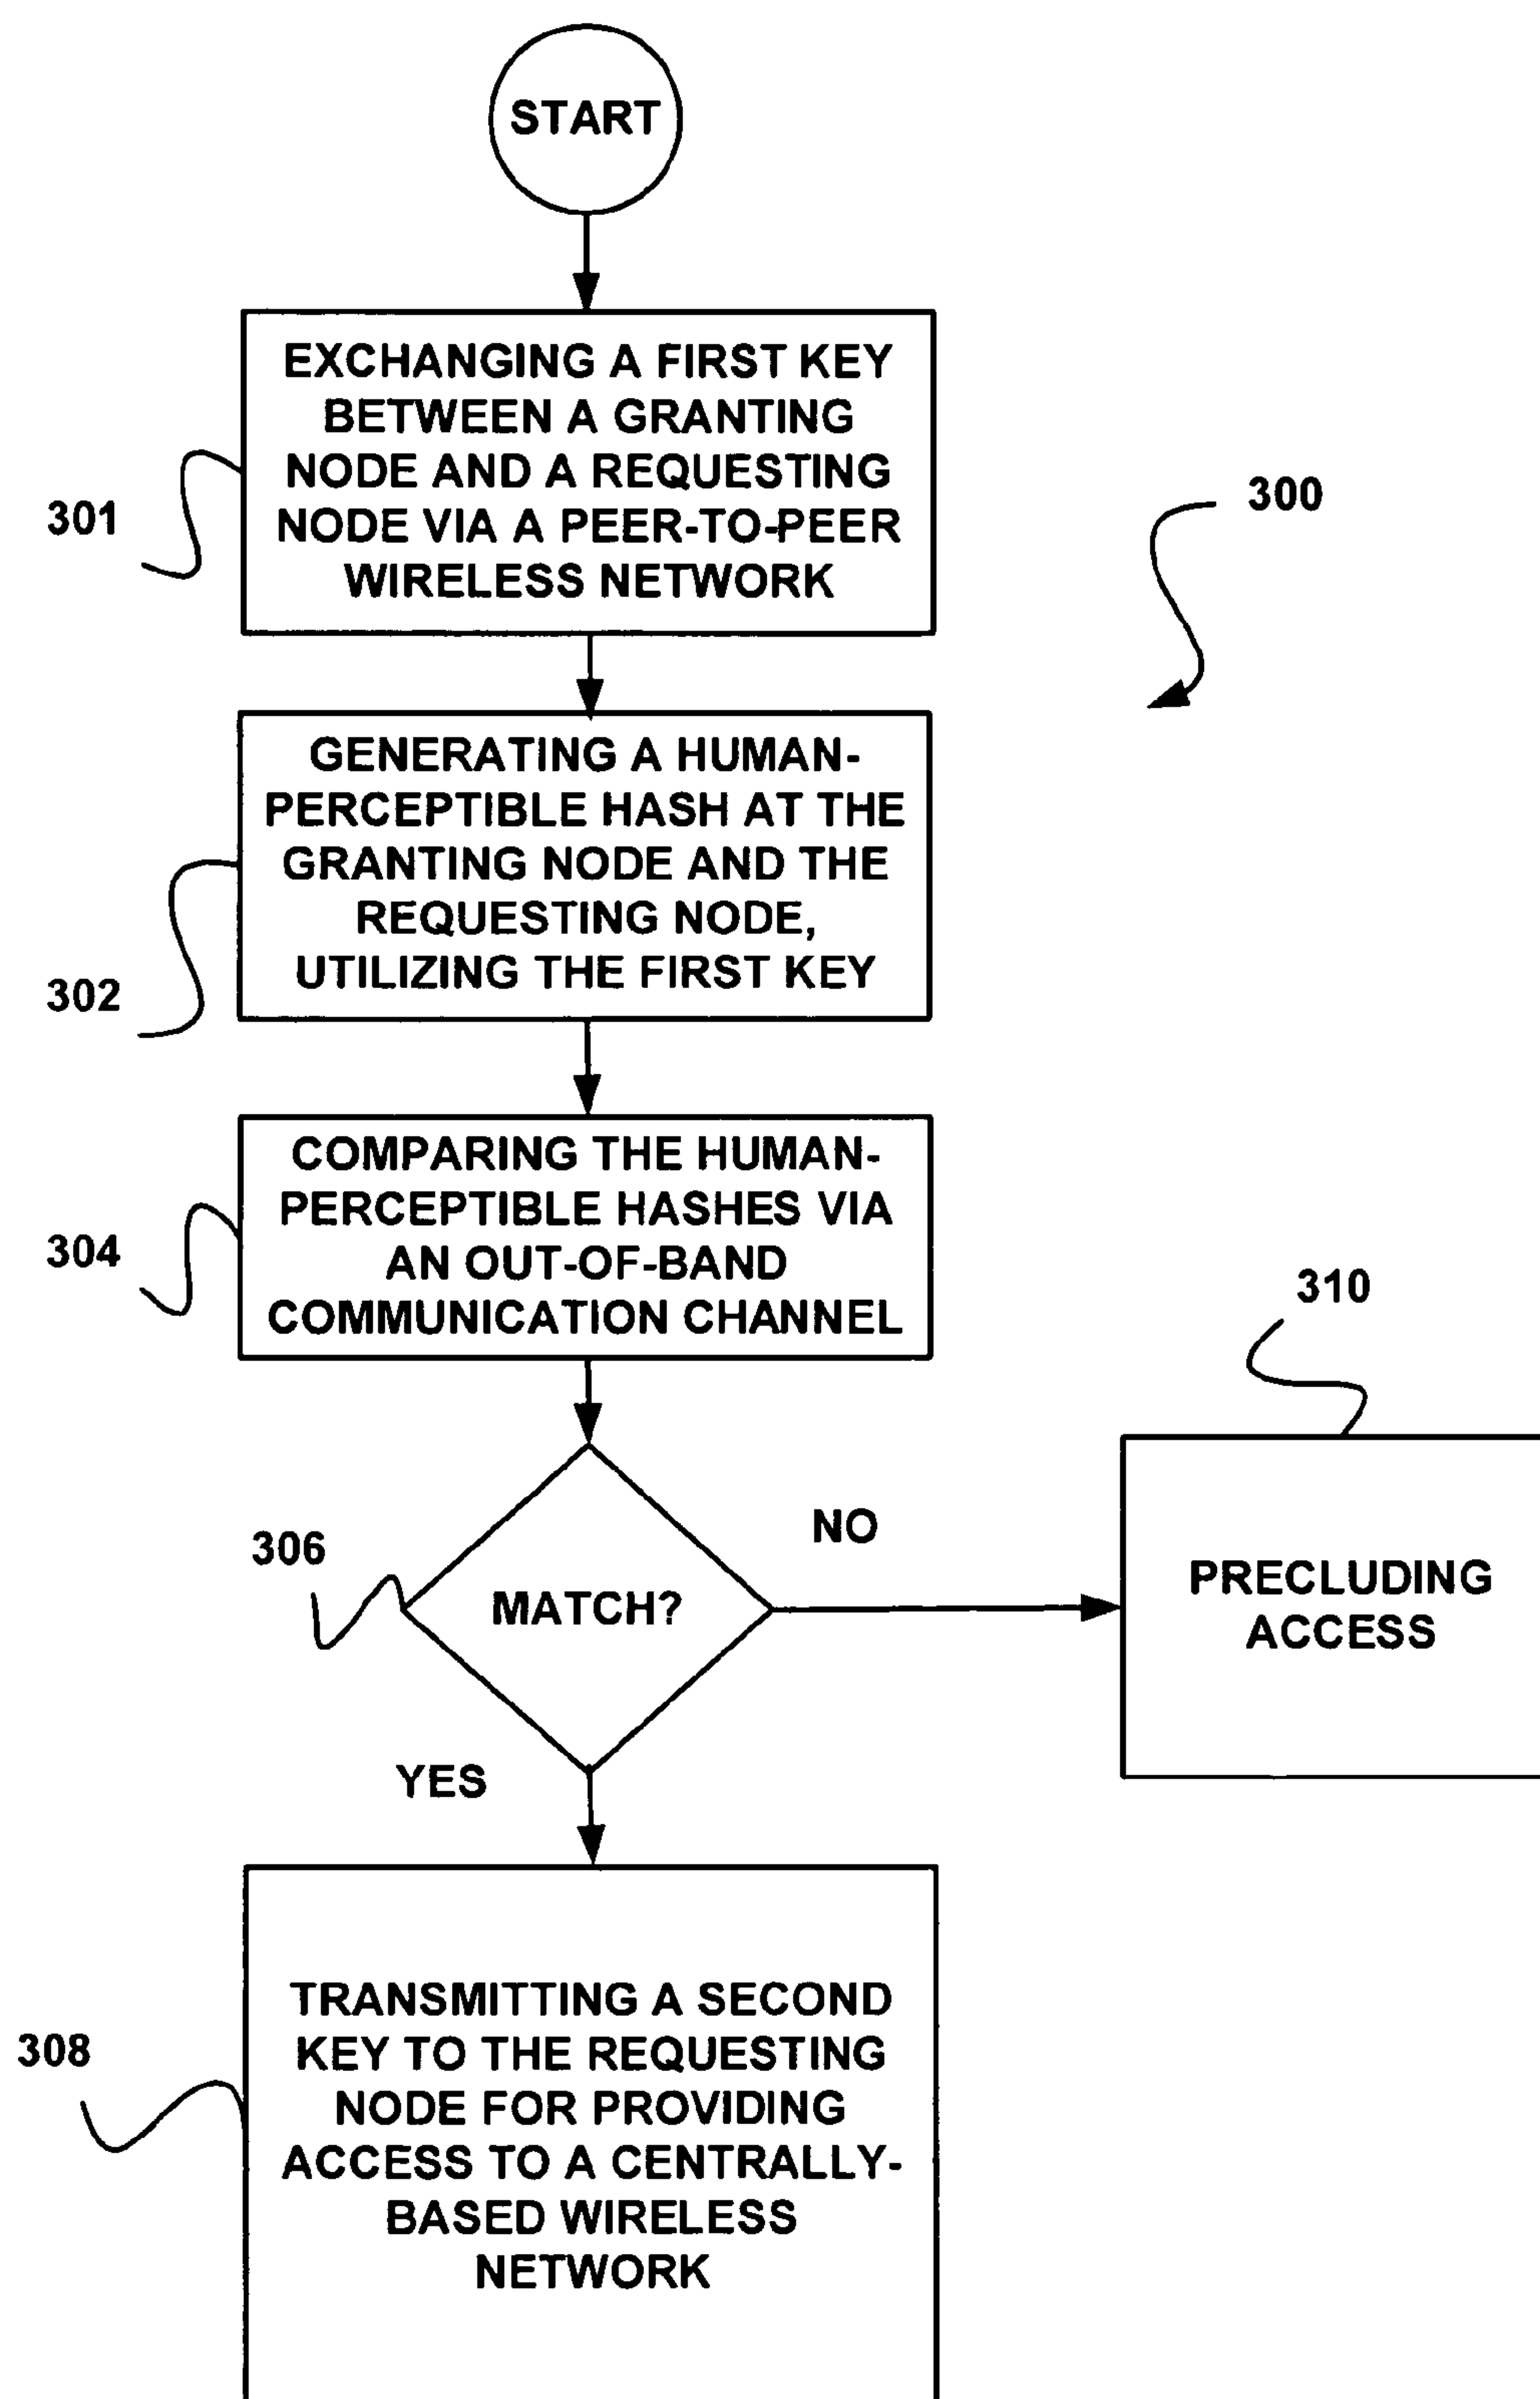 START
EXCHANGING A FIRST KEY
BETWEEN A GRANTING
NODE AND A REQUESTING
NODE VIA A PEER-TO-PEER
WIRELESS NETWORK
301
300
GENERATING A HUMAN-
PERCEPTIBLE HASH AT THE
GRANTING NODE AND THE
REQUESTING NODE,
UTILIZING THE FIRST KEY
302
COMPARING THE HUMAN-
PERCEPTIBLE HASHES VIA
AN OUT-OF-BAND
COMMUNICATION CHANNEL
304
310
306
MATCH?
NO
PRECLUDING
ACCESS
YES
TRANSMITTING A SECOND
KEY TO THE REQUESTING
NODE FOR PROVIDING
ACCESS TO A CENTRALLY-
BASED WIRELESS
NETWORK
308